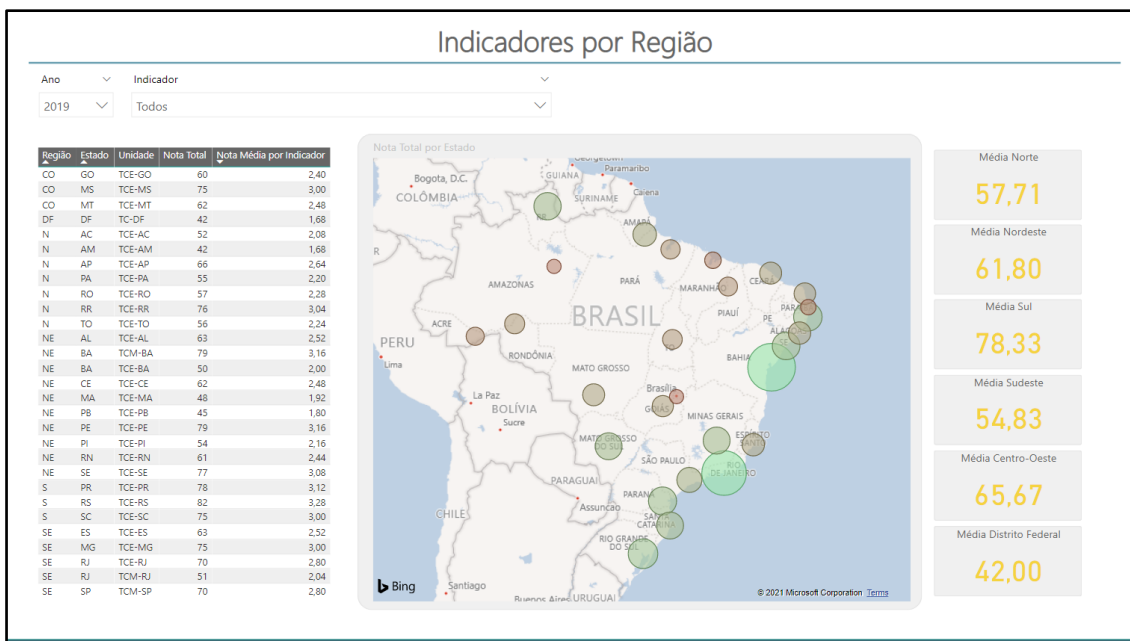 Indicadores por Região
Ano Indicador
2019 Todos
Região Estado Unidade Nota Total Nota Média por Indicador
CO GO TCE-GO 60 2,40
CO MS TCE-MS 75 3,00
CO MT TCE-MT 62 2,48
DF DF TC-DF 42 1,68
N AC TCE-AC 52 2,08
N AM TCE-AM 42 1,68
N AP TCE-AP 66 2,64
N PA TCE-PA 55 2,20
N RO TCE-RO 57 2,28
N RR TCE-RR 76 3,04
N TO TCE-TO 56 2,24
NE AL TCE-AL 63 2,52
NE BA TCM-BA 79 3,16
NE BA TCE-BA 50 2,00
NE CE TCE-CE 62 2,48
NE MA TCE-MA 48 1,92
NE PB TCE-PB 45 1,80
NE PE TCE-PE 79 3,16
NE PI TCE-PI 54 2,16
NE RN TCE-RN 61 2,44
NE SE TCE-SE 77 3,08
S PR TCE-PR 78 3,12
S RS TCE-RS 82 3,28
S SC TCE-SC 75 3,00
SE ES TCE-ES 63 2,52
SE MG TCE-MG 75 3,00
SE RJ TCE-RJ 70 2,80
SE RJ TCM-RJ 51 2,04
SE SP TCM-SP 70 2,80
Nota Total por Estado
Georgetown
Paramaribo
Bogota, D.C.
GUIANA
COLÔMBIA
SURINAME
Caiena
RR
AMAPÁ
AMAZONAS
PARÁ
MARANHÃO
CEARÁ
BRASIL
PIAUÍ
PE
ACRE
PERU
TO
SE
Lima
RONDÔNIA
BAHIA
MATO GROSSO
La Paz
Brasília
BOLÍVIA
GOIÁS
Sucre
MINAS GERAIS
MATO GROSSO
DO SUL
ESPÍRITO
SANTO
SÃO PAULO
RIO
DE JANEIRO
PARAGUAI
PARANÁ
Assuncao
SANTA
CATARINA
CHILE
RIO GRANDE
DO SUL
Bing
Santiago
Buenos Aires
URUGUAI
© 2021 Microsoft Corporation Terms
Média Norte
57,71
Média Nordeste
61,80
Média Sul
78,33
Média Sudeste
54,83
Média Centro-Oeste
65,67
Média Distrito Federal
42,00